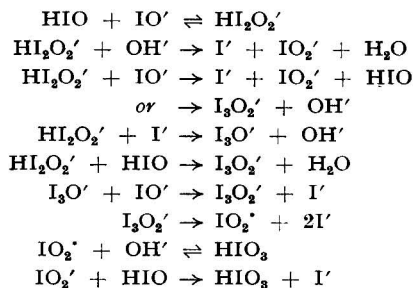 HIO + IO′ ⇌ HI₂O₂′
HI₂O₂′ + OH′ → I′ + IO₂′ + H₂O
HI₂O₂′ + IO′ → I′ + IO₂′ + HIO
or → I₃O₂′ + OH′
HI₂O₂′ + I′ → I₃O′ + OH′
HI₂O₂′ + HIO → I₃O₂′ + H₂O
I₃O′ + IO′ → I₃O₂′ + I′
I₃O₂′ → IO₂• + 2I′
IO₂• + OH′ ⇌ HIO₃
IO₂′ + HIO → HIO₃ + I′